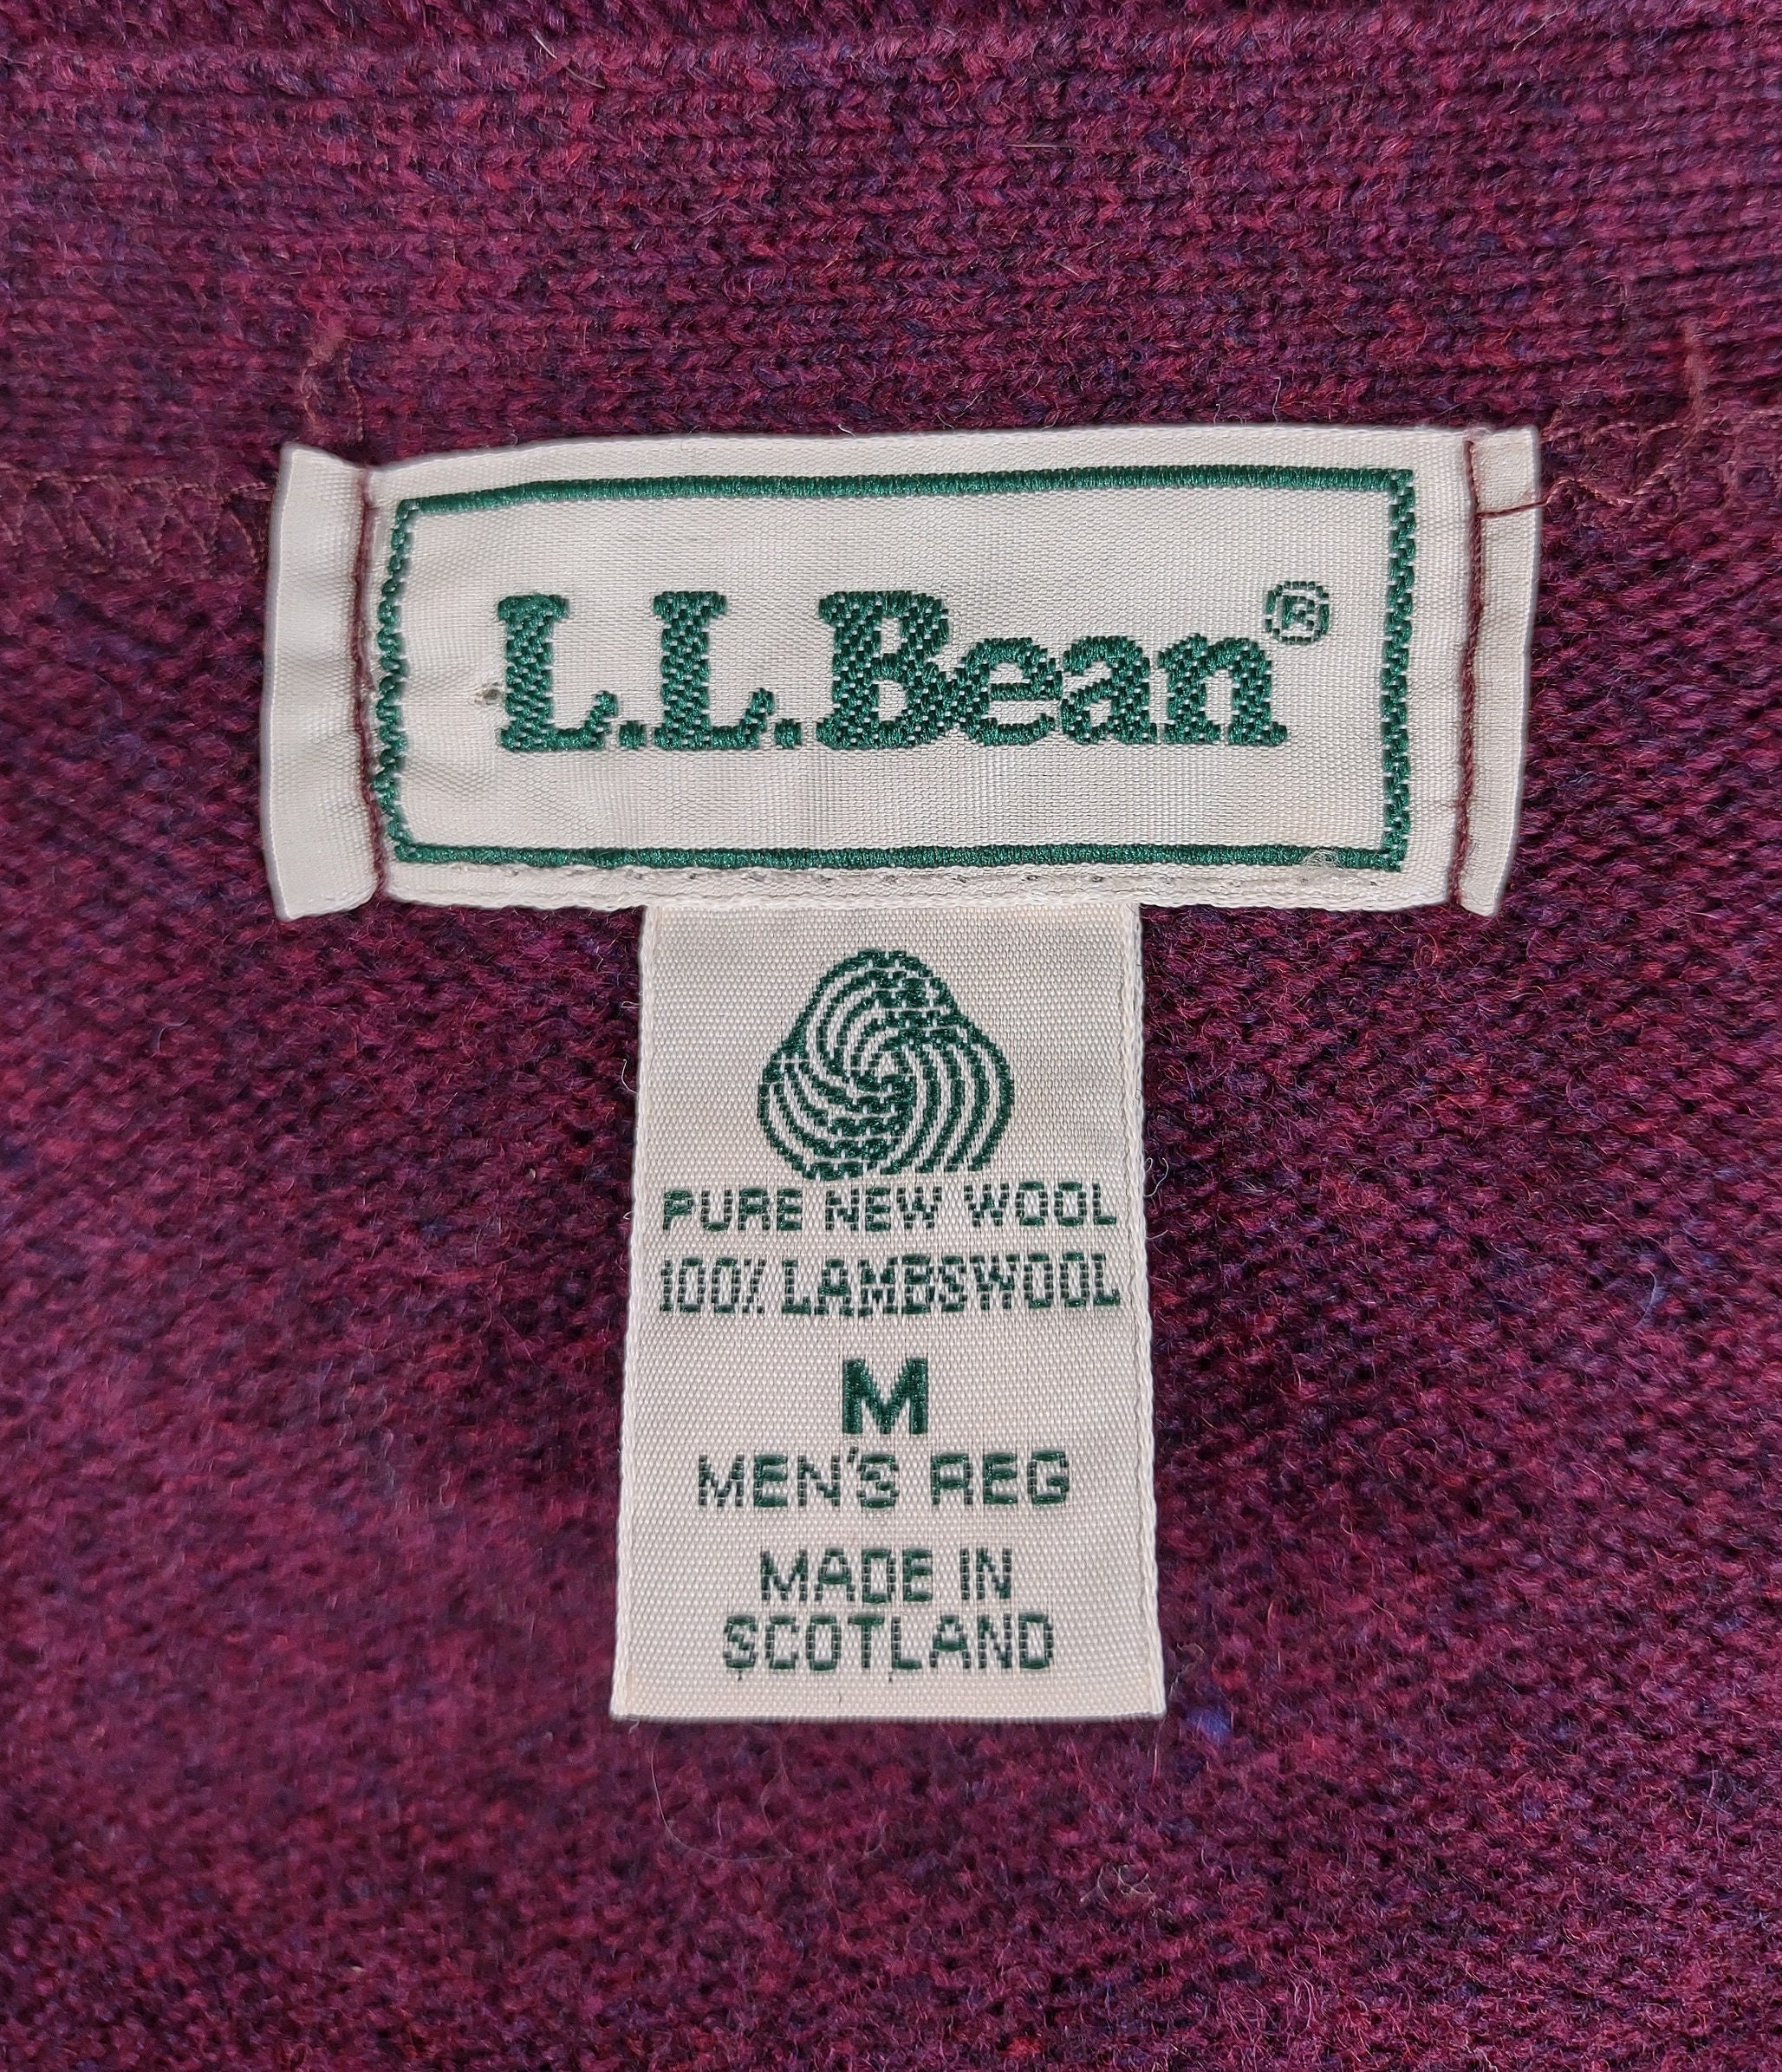 L.L.Bean®
PURE NEW WOOL
100% LAMBSWOOL
M
MEN'S REG
MADE IN
SCOTLAND